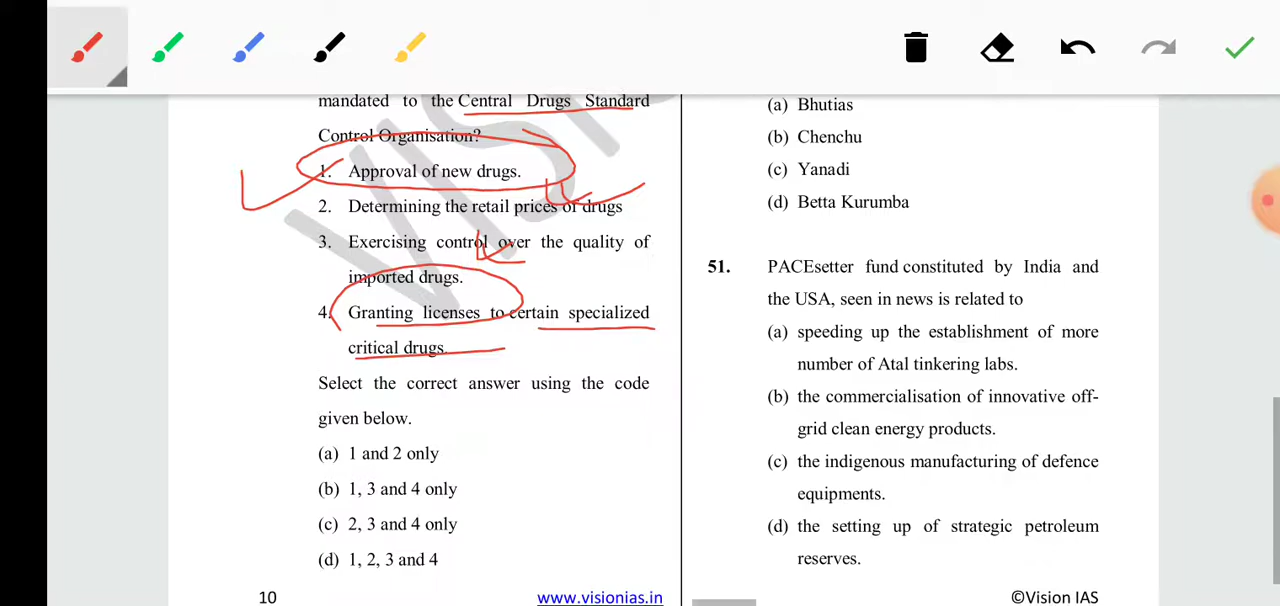 mandated to the Central Drugs Standard
Control Organisation?
1. Approval of new drugs.
2. Determining the retail prices of drugs
3. Exercising control over the quality of
imported drugs.
4. Granting licenses to certain specialized
critical drugs.
Select the correct answer using the code
given below.
(a) 1 and 2 only
(b) 1, 3 and 4 only
(c) 2, 3 and 4 only
(d) 1, 2, 3 and 4
(a) Bhutias
(b) Chenchu
(c) Yanadi
(d) Betta Kurumba
51. PACEsetter fund constituted by India and
the USA, seen in news is related to
(a) speeding up the establishment of more
number of Atal tinkering labs.
(b) the commercialisation of innovative off-
grid clean energy products.
(c) the indigenous manufacturing of defence
equipments.
(d) the setting up of strategic petroleum
reserves.
10 www.visionias.in ©Vision IAS